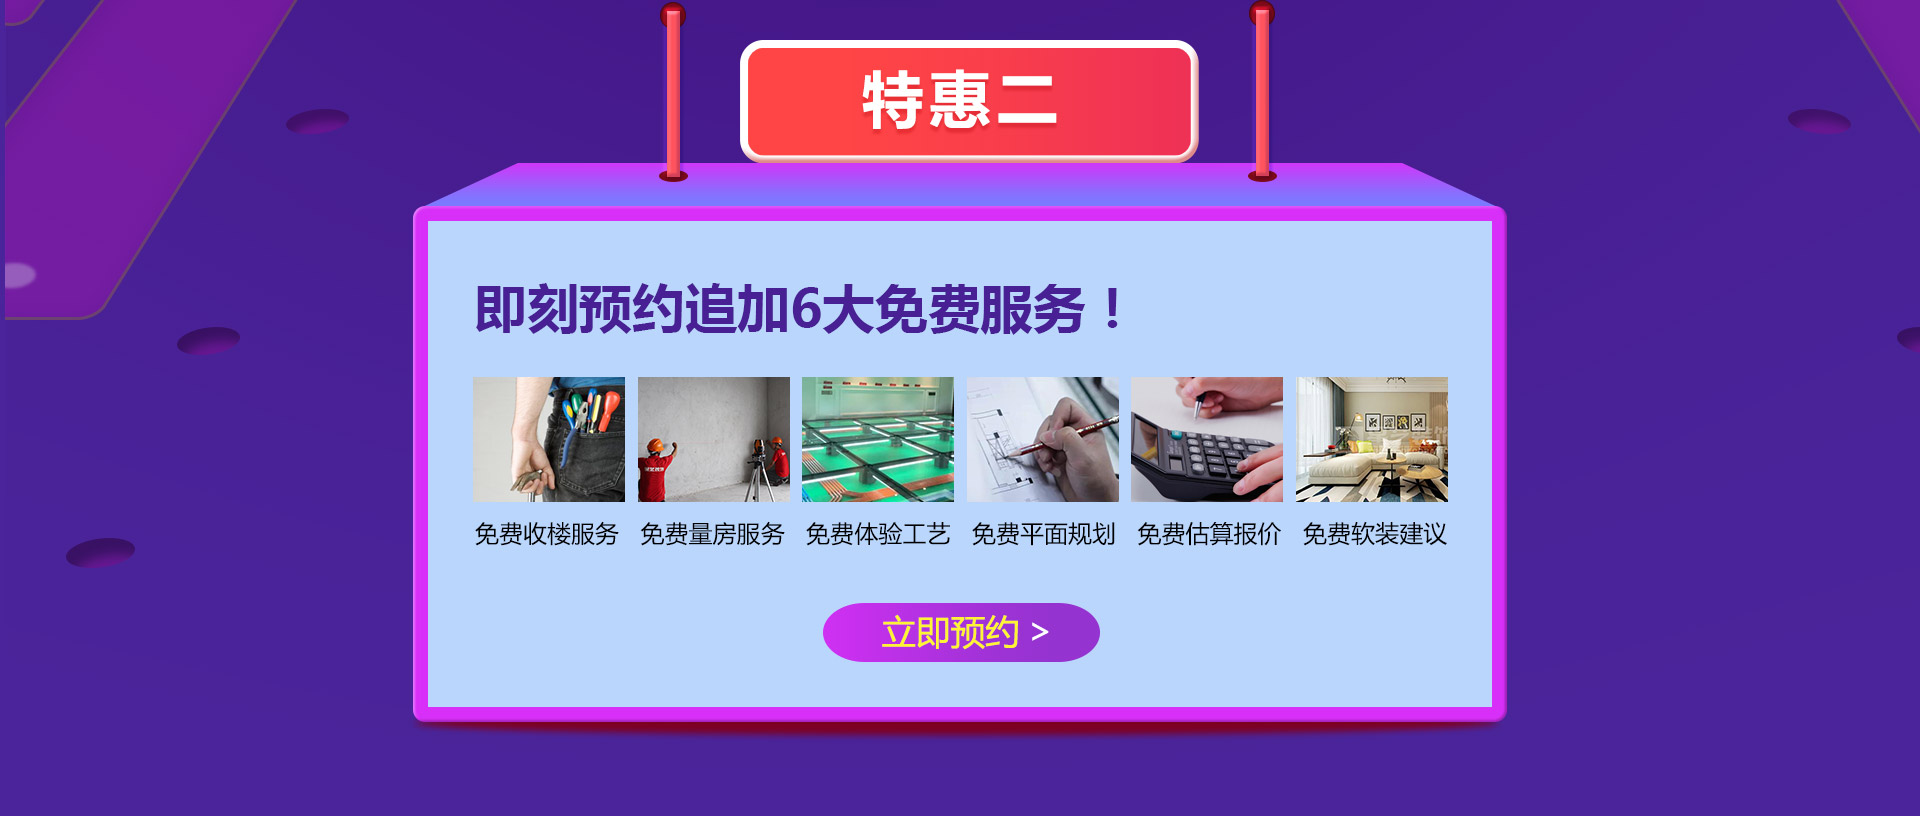 特惠二
即刻预约追加6大免费服务！
免费收楼服务 免费量房服务 免费体验工艺 免费平面规划 免费估算报价 免费软装建议
立即预约 >